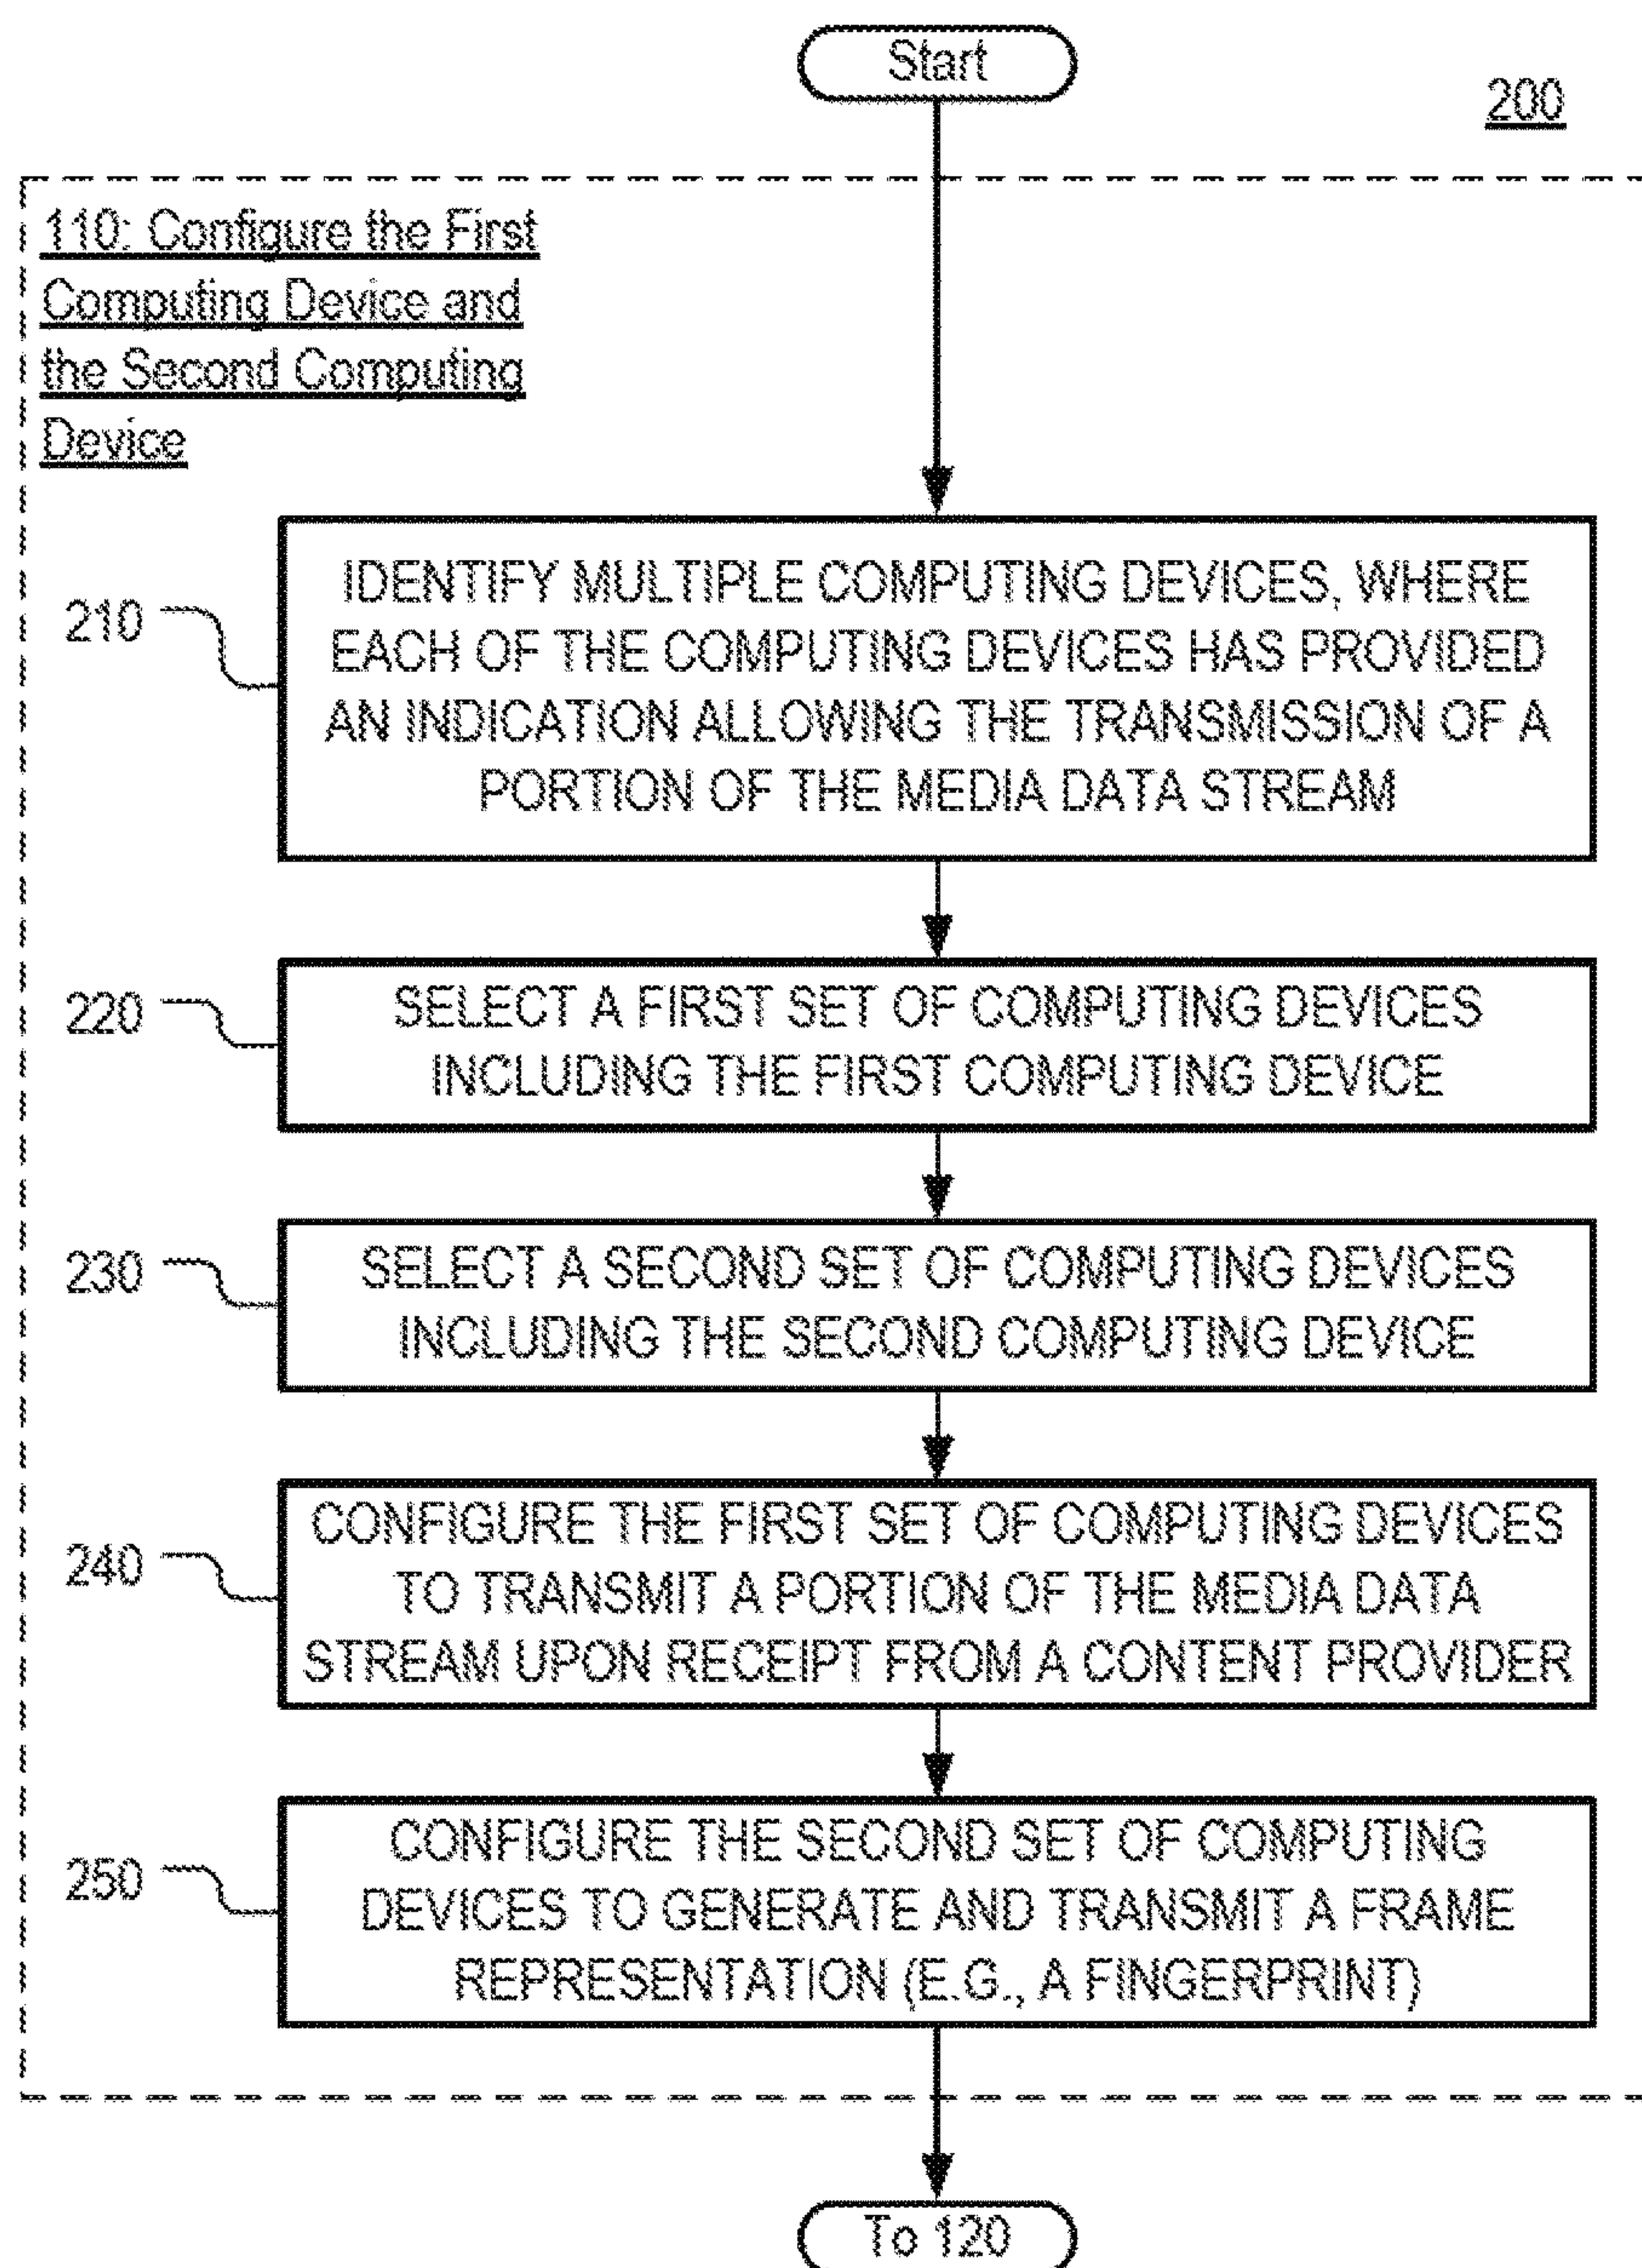 Start
200
110: Configure the First
Computing Device and
the Second Computing
Device
210
IDENTIFY MULTIPLE COMPUTING DEVICES, WHERE
EACH OF THE COMPUTING DEVICES HAS PROVIDED
AN INDICATION ALLOWING THE TRANSMISSION OF A
PORTION OF THE MEDIA DATA STREAM
220
SELECT A FIRST SET OF COMPUTING DEVICES
INCLUDING THE FIRST COMPUTING DEVICE
230
SELECT A SECOND SET OF COMPUTING DEVICES
INCLUDING THE SECOND COMPUTING DEVICE
240
CONFIGURE THE FIRST SET OF COMPUTING DEVICES
TO TRANSMIT A PORTION OF THE MEDIA DATA
STREAM UPON RECEIPT FROM A CONTENT PROVIDER
250
CONFIGURE THE SECOND SET OF COMPUTING
DEVICES TO GENERATE AND TRANSMIT A FRAME
REPRESENTATION (E.G., A FINGERPRINT)
To 120